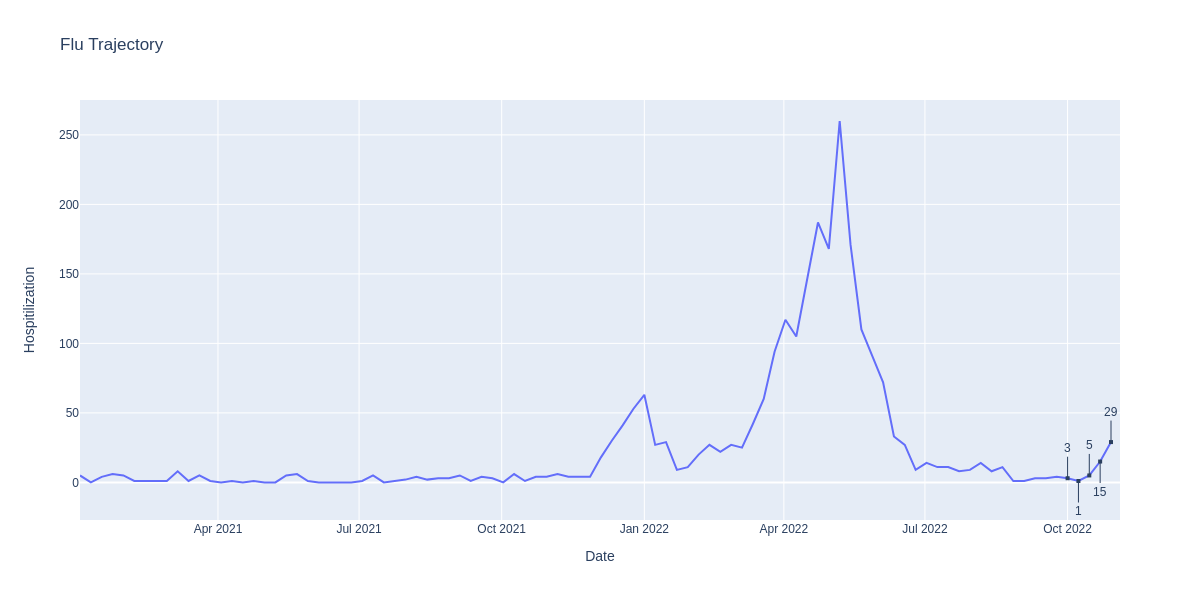 Flu Trajectory
Hospitilization
250
200
150
100
50
0
3
1
5
15
29
Apr 2021
Jul 2021
Oct 2021
Jan 2022
Apr 2022
Jul 2022
Oct 2022
Date